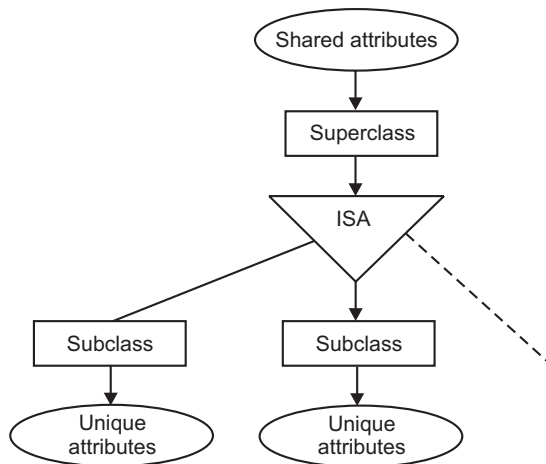 Shared attributes
Superclass
ISA
Subclass
Subclass
Unique
attributes
Unique
attributes